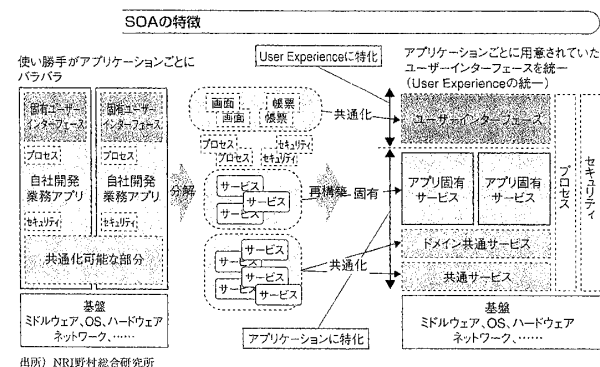 SOAの特徴
使い勝手がアプリケーションごとに
バラバラ
固有ユーザー
インターフェース
固有ユーザー
インターフェース
プロセス
プロセス
自社開発
業務アプリ
自社開発
業務アプリ
セキュリティ
セキュリティ
共通化可能な部分
基盤
ミドルウェア、OS、ハードウェア
ネットワーク、……
出所）NRI野村総合研究所
分解
User Experienceに特化
画面
画面
帳票
帳票
共通化
プロセス
プロセス
セキュリティ
セキュリティ
サービス
サービス
サービス
再構築
固有
サービス
サービス
サービス
サービス
サービス
共通化
アプリケーションに特化
アプリケーションごとに用意されていた
ユーザーインターフェースを統一
（User Experienceの統一）
ユーザーインターフェース
アプリ固有
サービス
アプリ固有
サービス
ドメイン共通サービス
共通サービス
プロセス
セキュリティ
基盤
ミドルウェア、OS、ハードウェア
ネットワーク、……